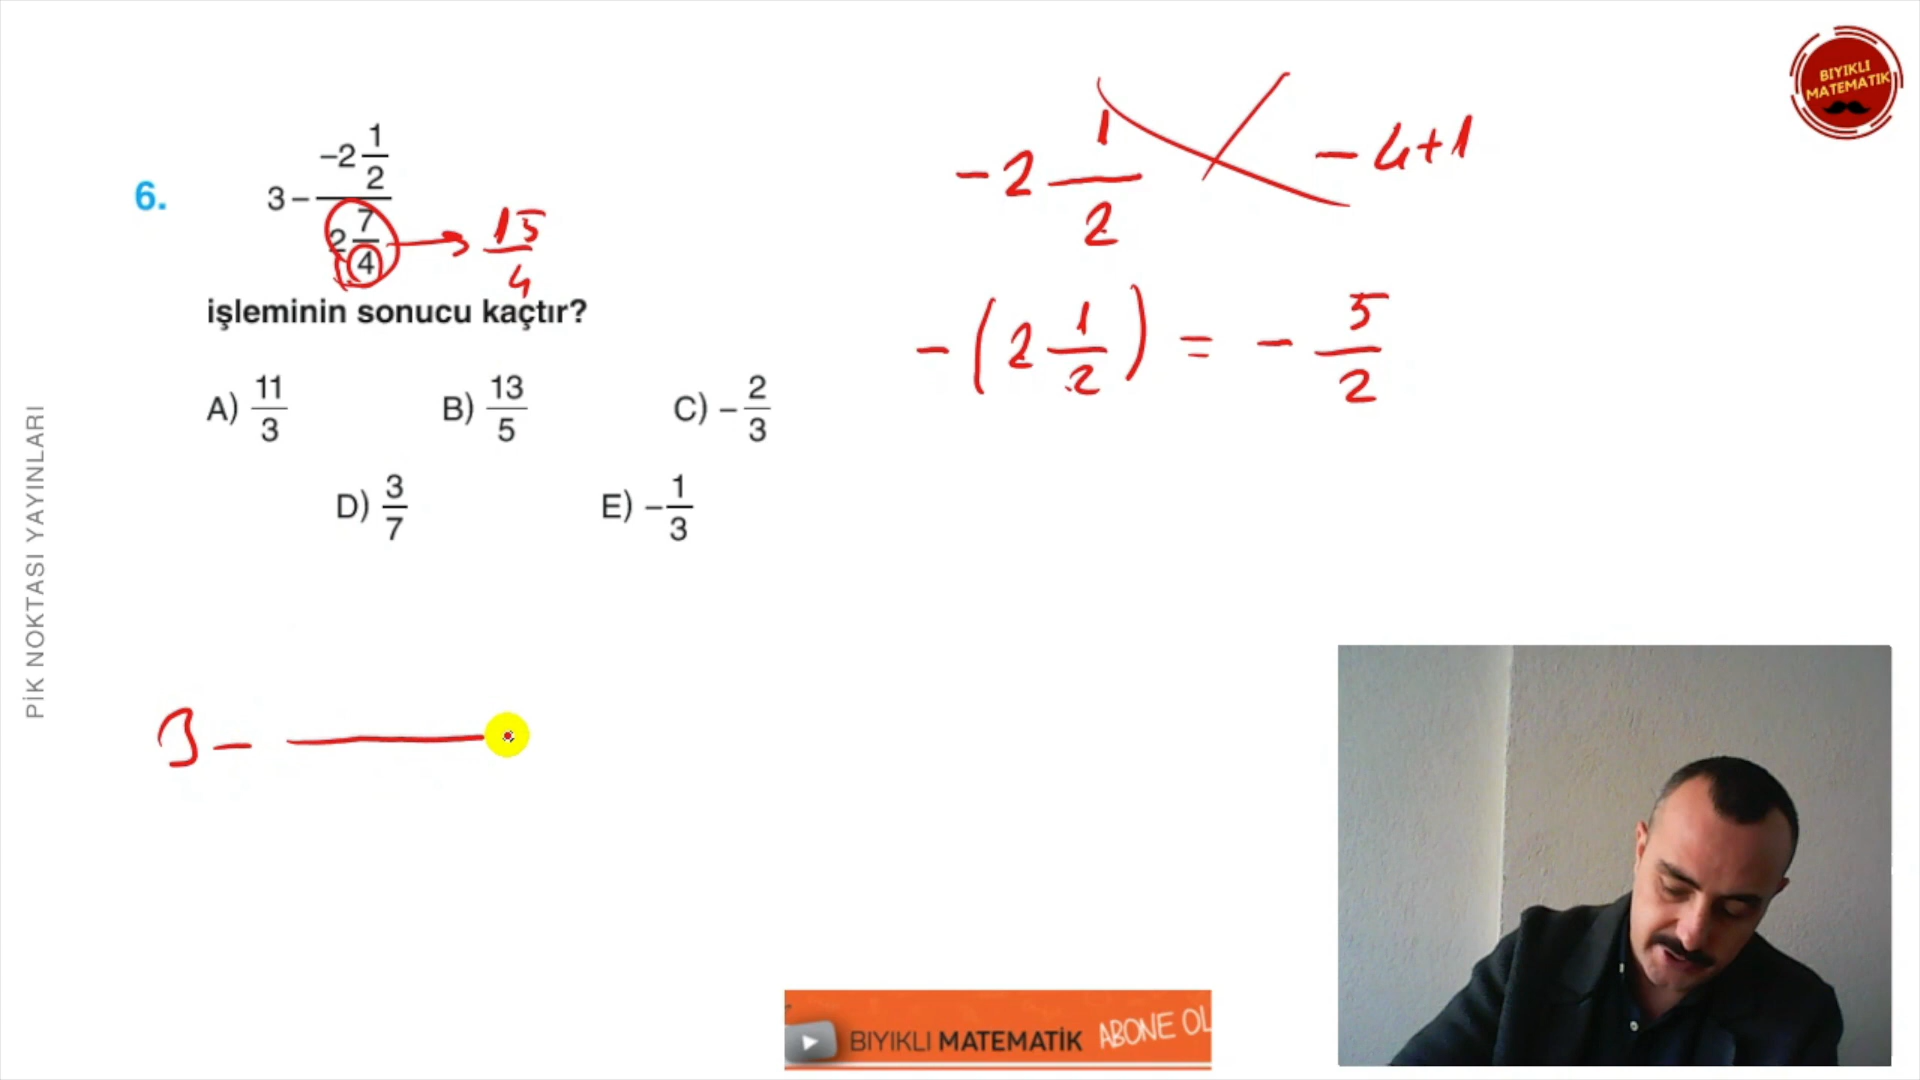 6. 3 − (−2 1/2) / (2 7/4) → 15/4
işleminin sonucu kaçtır?
A) 11/3 B) 13/5 C) −2/3
D) 3/7 E) −1/3
PİK NOKTASI YAYINLARI
−2 1/2 −4+1
−(2 1/2) = −5/2
3 −
BIYIKLI
MATEMATIK
BIYIKLI MATEMATİK ABONE OL